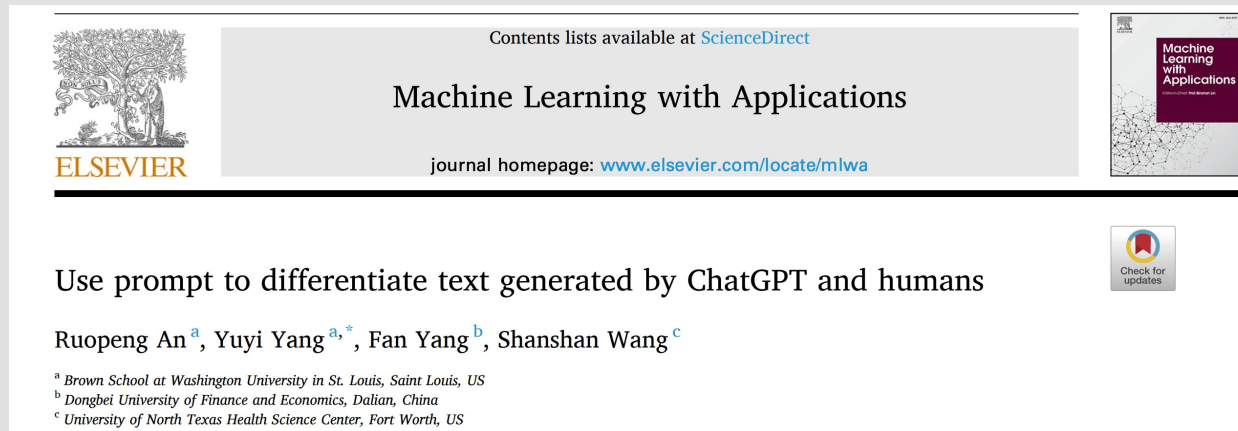 Contents lists available at ScienceDirect
Machine Learning with Applications
journal homepage: www.elsevier.com/locate/mlwa
ELSEVIER
Machine
Learning
with
Applications
Check for
updates
Use prompt to differentiate text generated by ChatGPT and humans
Ruopeng An a, Yuyi Yang a,*, Fan Yang b, Shanshan Wang c
a Brown School at Washington University in St. Louis, Saint Louis, US
b Dongbei University of Finance and Economics, Dalian, China
c University of North Texas Health Science Center, Fort Worth, US